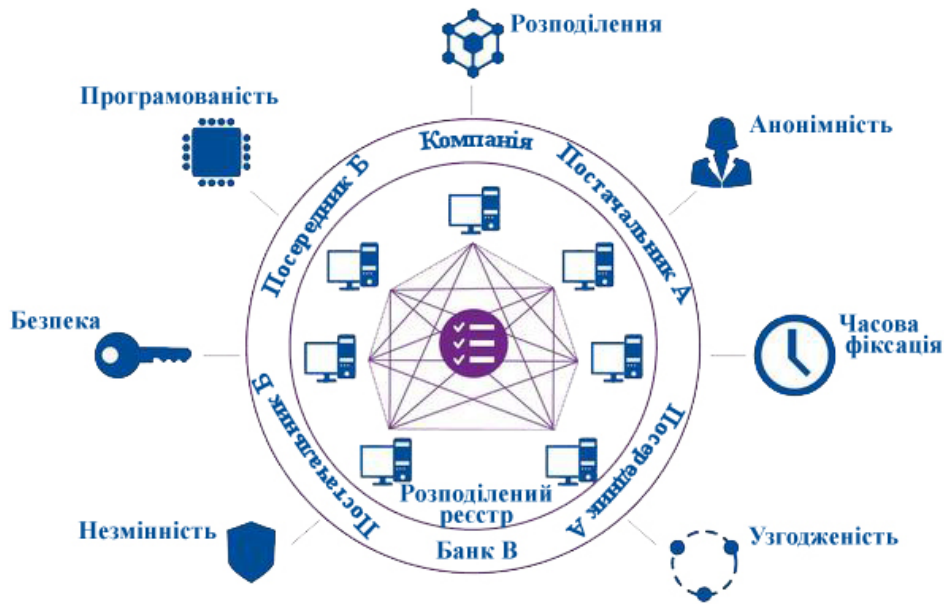 Розподілення
Програмованість
Анонімність
Компанія
Посередник Б
Постачальник А
Безпека
Часова
фіксація
Постачальник Б
Посередник А
Розподілений
реєстр
Незмінність
Узгодженість
Банк В